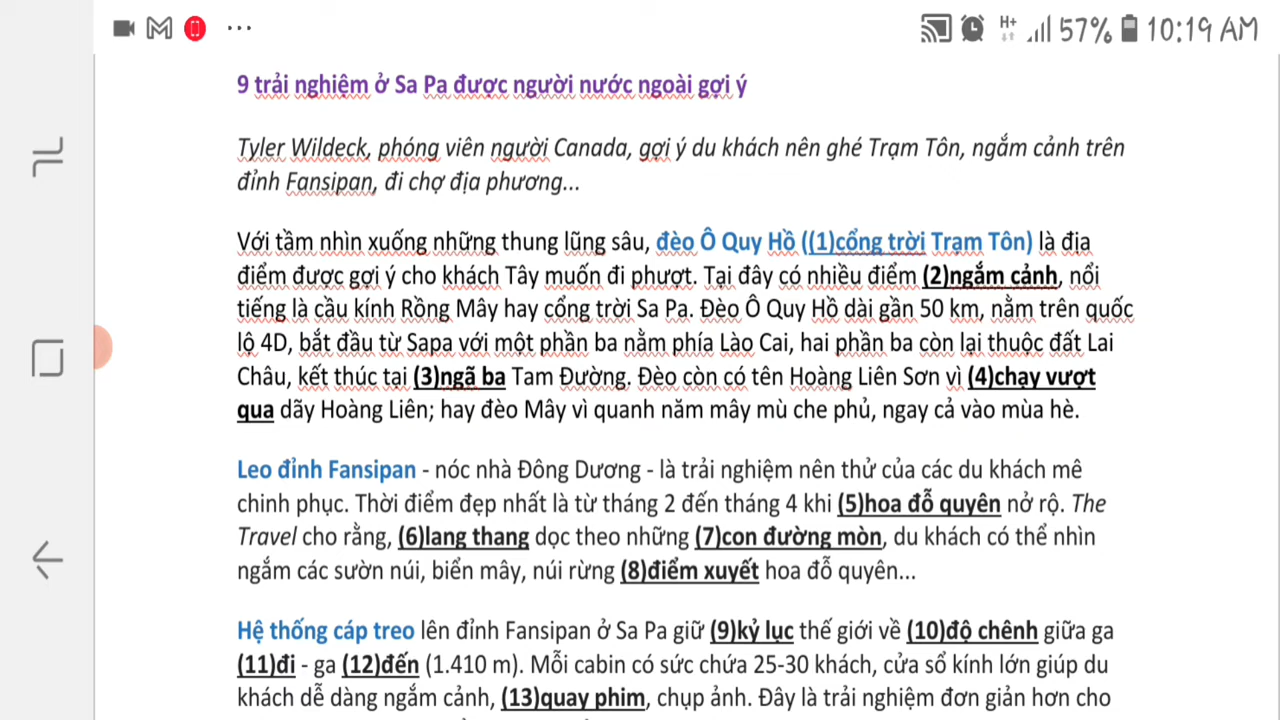 57% 10:19 AM
9 trải nghiệm ở Sa Pa được người nước ngoài gợi ý
Tyler Wildeck, phóng viên người Canada, gợi ý du khách nên ghé Trạm Tôn, ngắm cảnh trên
đỉnh Fansipan, đi chợ địa phương...
Với tầm nhìn xuống những thung lũng sâu, đèo Ô Quy Hồ ((1)cổng trời Trạm Tôn) là địa
điểm được gợi ý cho khách Tây muốn đi phượt. Tại đây có nhiều điểm (2)ngắm cảnh, nổi
tiếng là cầu kính Rồng Mây hay cổng trời Sa Pa. Đèo Ô Quy Hồ dài gần 50 km, nằm trên quốc
lộ 4D, bắt đầu từ Sapa với một phần ba nằm phía Lào Cai, hai phần ba còn lại thuộc đất Lai
Châu, kết thúc tại (3)ngã ba Tam Đường. Đèo còn có tên Hoàng Liên Sơn vì (4)chạy vượt
qua dãy Hoàng Liên; hay đèo Mây vì quanh năm mây mù che phủ, ngay cả vào mùa hè.
Leo đỉnh Fansipan - nóc nhà Đông Dương - là trải nghiệm nên thử của các du khách mê
chinh phục. Thời điểm đẹp nhất là từ tháng 2 đến tháng 4 khi (5)hoa đỗ quyên nở rộ. The
Travel cho rằng, (6)lang thang dọc theo những (7)con đường mòn, du khách có thể nhìn
ngắm các sườn núi, biển mây, núi rừng (8)điểm xuyết hoa đỗ quyên...
Hệ thống cáp treo lên đỉnh Fansipan ở Sa Pa giữ (9)kỷ lục thế giới về (10)độ chênh giữa ga
(11)đi - ga (12)đến (1.410 m). Mỗi cabin có sức chứa 25-30 khách, cửa sổ kính lớn giúp du
khách dễ dàng ngắm cảnh, (13)quay phim, chụp ảnh. Đây là trải nghiệm đơn giản hơn cho